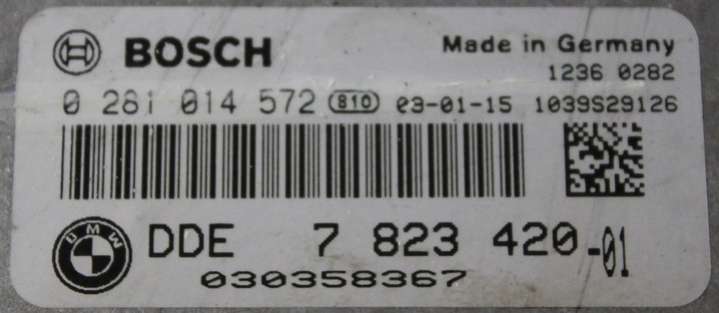 BOSCH
Made in Germany
1236 0282
0 281 014 572 810 03-01-15 1039S29126
BMW DDE 7 823 420-01
030358367